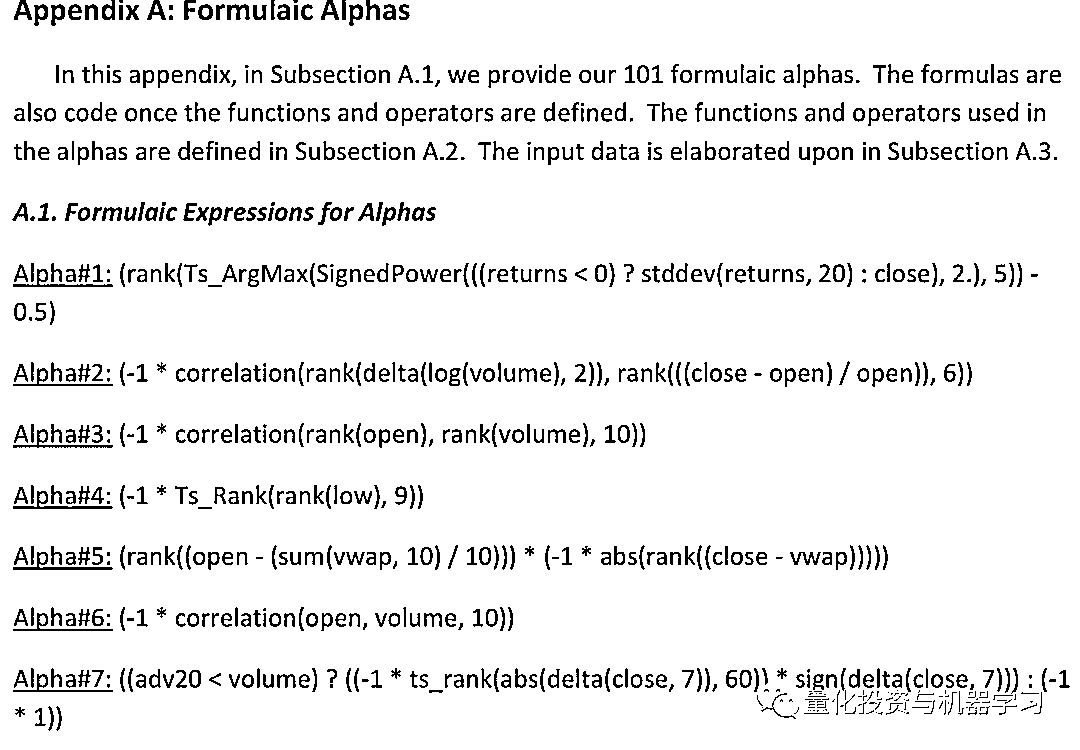 Appendix A: Formulaic Alphas
In this appendix, in Subsection A.1, we provide our 101 formulaic alphas. The formulas are
also code once the functions and operators are defined. The functions and operators used in
the alphas are defined in Subsection A.2. The input data is elaborated upon in Subsection A.3.
A.1. Formulaic Expressions for Alphas
Alpha#1: (rank(Ts_ArgMax(SignedPower(((returns < 0) ? stddev(returns, 20) : close), 2.), 5)) -
0.5)
Alpha#2: (-1 * correlation(rank(delta(log(volume), 2)), rank(((close - open) / open)), 6))
Alpha#3: (-1 * correlation(rank(open), rank(volume), 10))
Alpha#4: (-1 * Ts_Rank(rank(low), 9))
Alpha#5: (rank((open - (sum(vwap, 10) / 10))) * (-1 * abs(rank((close - vwap)))))
Alpha#6: (-1 * correlation(open, volume, 10))
Alpha#7: ((adv20 < volume) ? ((-1 * ts_rank(abs(delta(close, 7)), 60)) * sign(delta(close, 7))) : (-1
* 1))
量化投资与机器学习